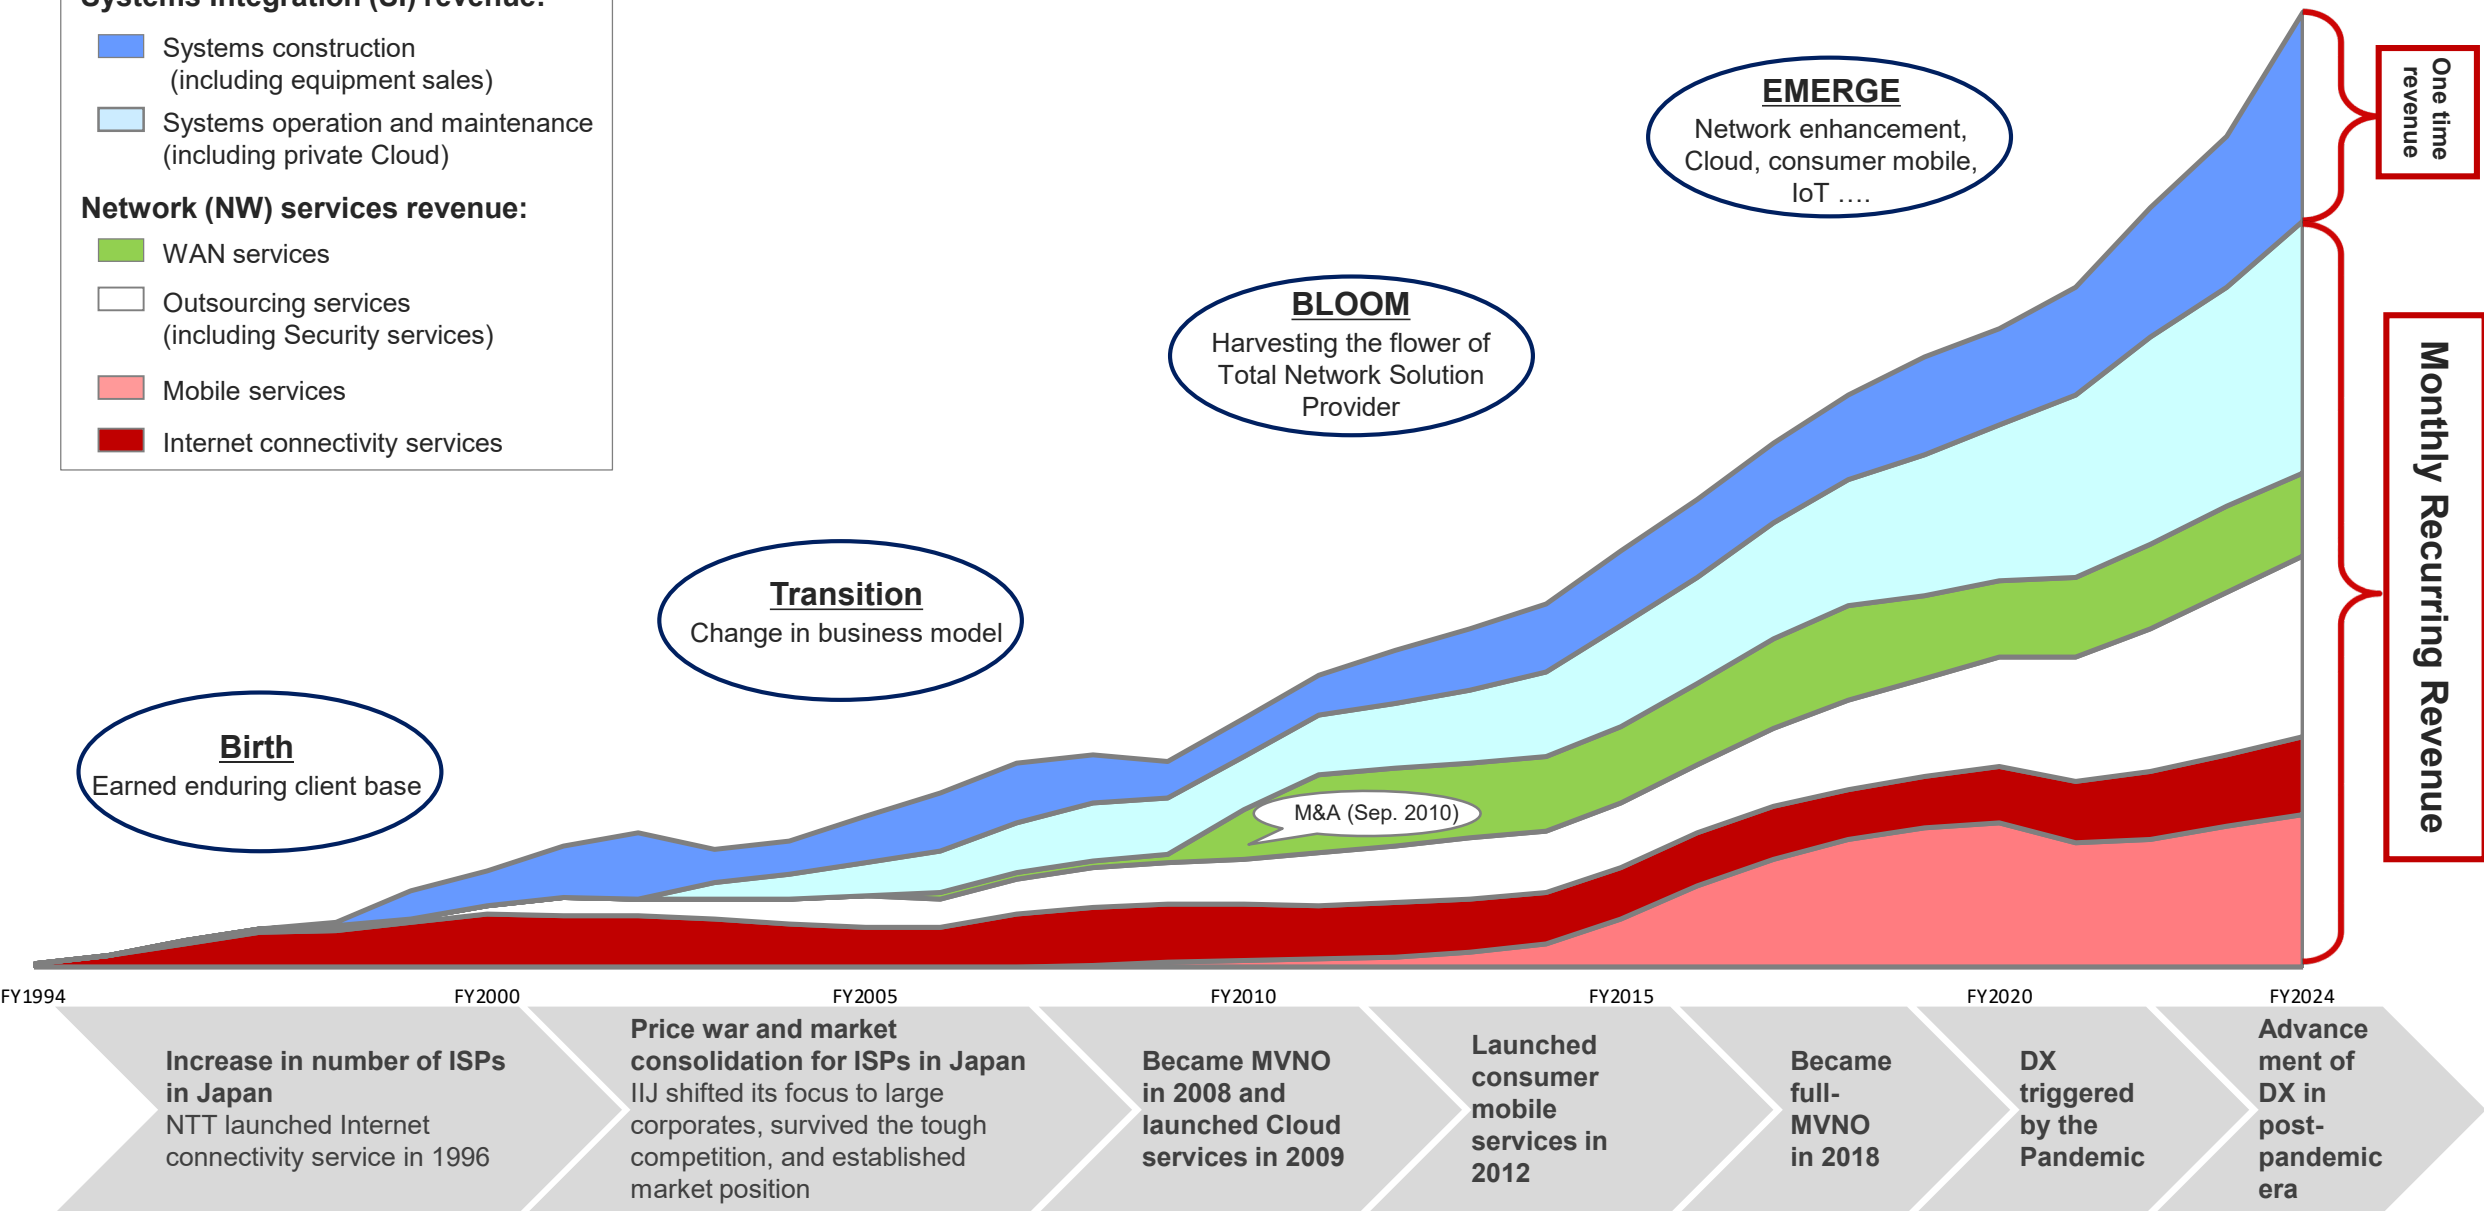 Systems Integration (SI) revenue:
Systems construction
(including equipment sales)
Systems operation and maintenance
(including private Cloud)
Network (NW) services revenue:
WAN services
Outsourcing services
(including Security services)
Mobile services
Internet connectivity services
Birth
Earned enduring client base
Transition
Change in business model
BLOOM
Harvesting the flower of
Total Network Solution
Provider
EMERGE
Network enhancement,
Cloud, consumer mobile,
IoT ….
M&A (Sep. 2010)
One time
revenue
Monthly Recurring Revenue
FY1994
FY2000
FY2005
FY2010
FY2015
FY2020
FY2024
Increase in number of ISPs
in Japan
NTT launched Internet
connectivity service in 1996
Price war and market
consolidation for ISPs in Japan
IIJ shifted its focus to large
corporates, survived the tough
competition, and established
market position
Became MVNO
in 2008 and
launched Cloud
services in 2009
Launched
consumer
mobile
services in
2012
Became
full-
MVNO
in 2018
DX
triggered
by the
Pandemic
Advance
ment of
DX in
post-
pandemic
era